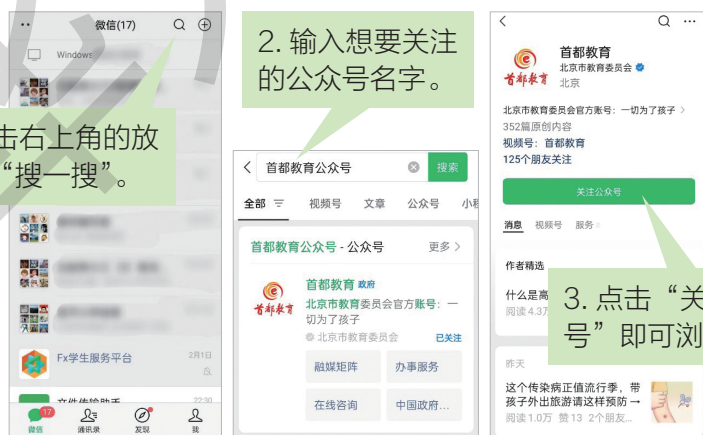 微信(17)
Windows
击右上角的放
“搜一搜”。
Fx学生服务平台
2月1日
文件传输助手
22:30
17
微信
通讯录
发现
我
2. 输入想要关注
的公众号名字。
首都教育公众号
搜索
全部
视频号
文章
公众号
小程
首都教育公众号 - 公众号
更多
首都教育 政府
首都教育
北京市教育委员会官方账号：一
切为了孩子
北京市教育委员会
已关注
融媒矩阵
办事服务
在线咨询
中国政府...
首都教育
北京市教育委员会
首都教育
北京
北京市教育委员会官方账号：一切为了孩子
352篇原创内容
视频号：首都教育
125个朋友关注
关注公众号
消息
视频号
服务
作者精选
什么是高
阅读4.3万
3. 点击“关
号”即可浏
昨天
这个传染病正值流行季，带
孩子外出旅游请这样预防→
阅读1.0万 赞13 2个朋友...